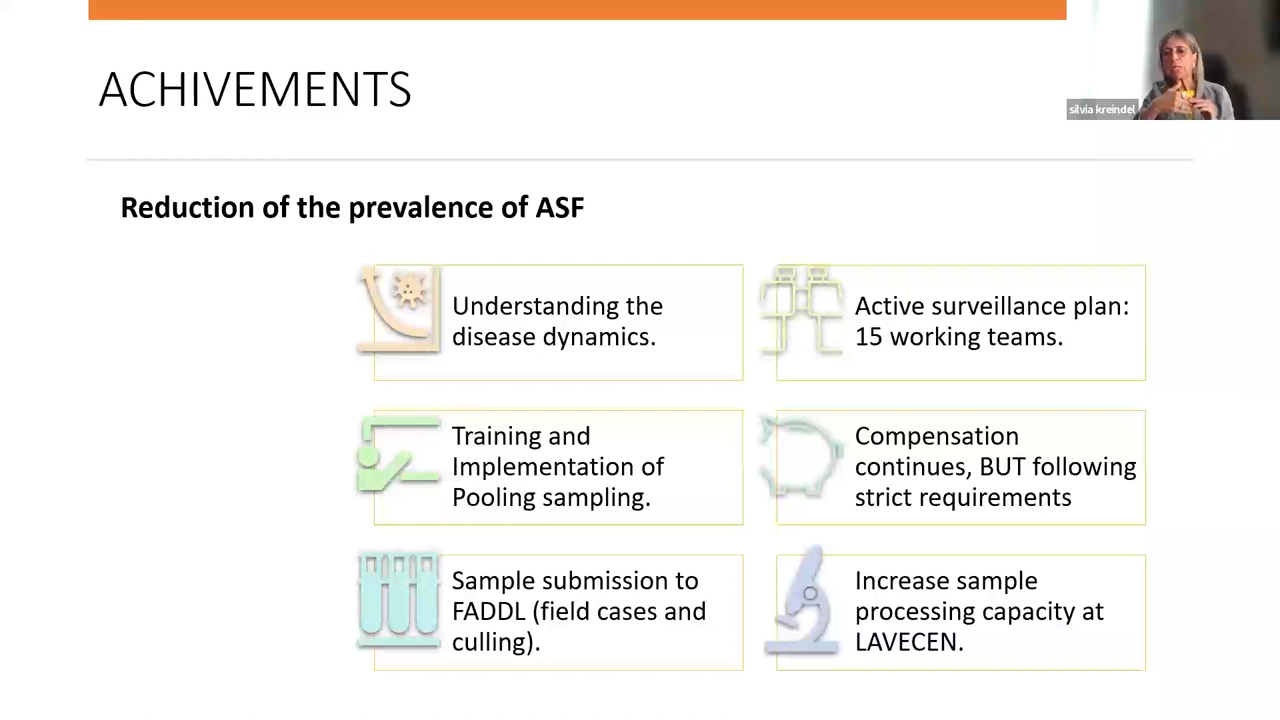 ACHIVEMENTS
silvia kreindel
Reduction of the prevalence of ASF
Understanding the
disease dynamics.
Active surveillance plan:
15 working teams.
Training and
Implementation of
Pooling sampling.
Compensation
continues, BUT following
strict requirements
Sample submission to
FADDL (field cases and
culling).
Increase sample
processing capacity at
LAVECEN.